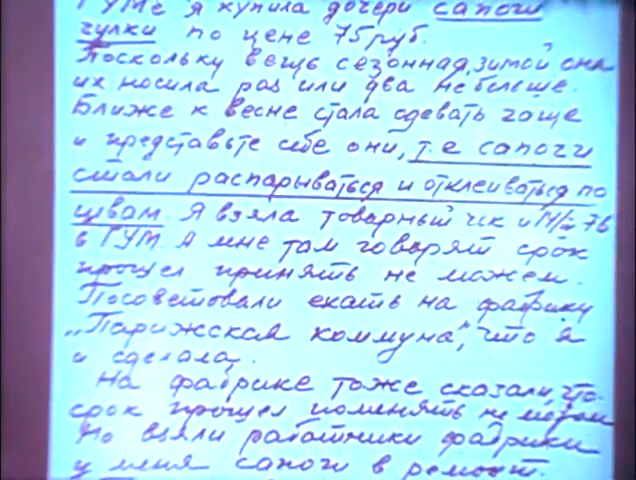 ГУМе я купила дочери сапоги
чулки по цене 75 руб.
Поскольку вещь сезонная, зимой она
их носила раз или два не больше.
Ближе к весне стала одевать чаще
и представьте себе они, т.е сапоги
стали распарываться и отклеиваться по
швам. Я взяла товарный чек и
в ГУМ. А мне там говорят срок
прошел принять не можем.
Посоветовали ехать на фабрику
„Парижская коммуна", что я
и сделала.
На фабрике тоже сказали, что
срок прошел поменять не можем
Но взяли работники фабрики
у меня сапоги в ремонт.